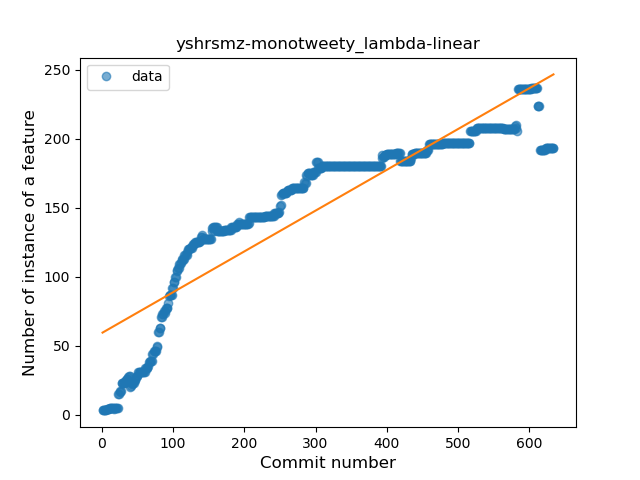 yshrsmz-monotweety_lambda-linear
data
Number of instance of a feature
250
200
150
100
50
0
0 100 200 300 400 500 600
Commit number